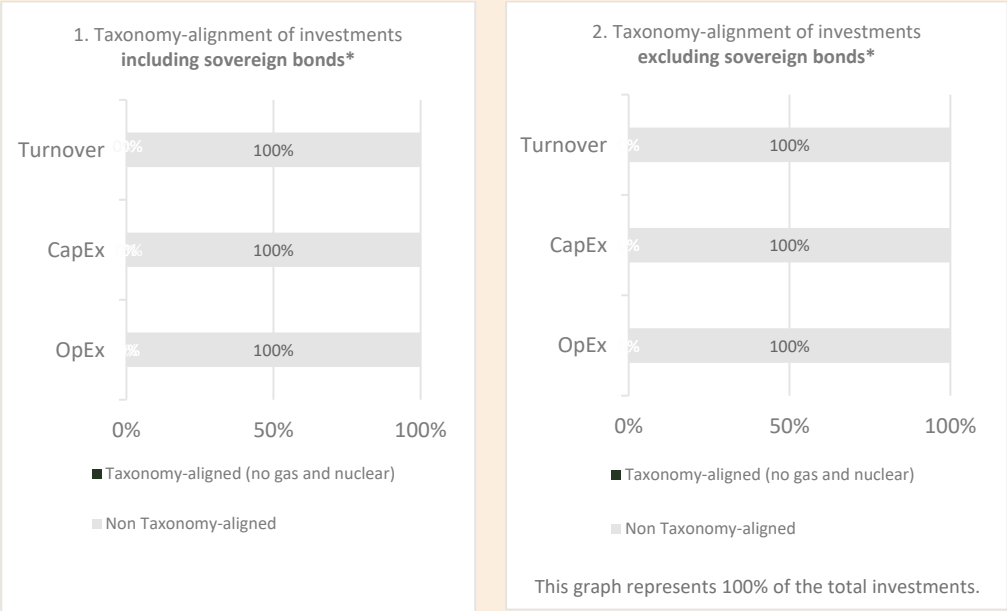 1. Taxonomy-alignment of investments
including sovereign bonds*
Turnover
100%
CapEx
100%
OpEx
100%
0% 50% 100%
Taxonomy-aligned (no gas and nuclear)
Non Taxonomy-aligned
2. Taxonomy-alignment of investments
excluding sovereign bonds*
Turnover
100%
CapEx
100%
OpEx
100%
0% 50% 100%
Taxonomy-aligned (no gas and nuclear)
Non Taxonomy-aligned
This graph represents 100% of the total investments.